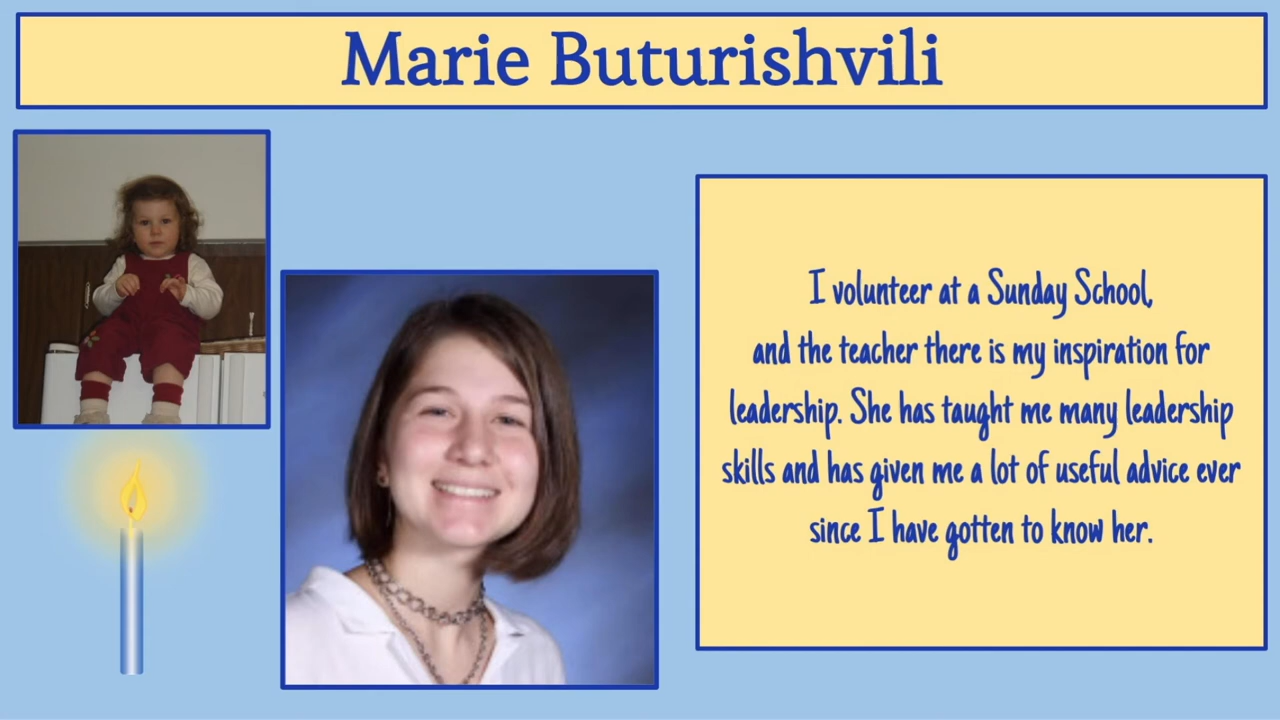 Marie Buturishvili
I volunteer at a Sunday School,
and the teacher there is my inspiration for
leadership. She has taught me many leadership
skills and has given me a lot of useful advice ever
since I have gotten to know her.